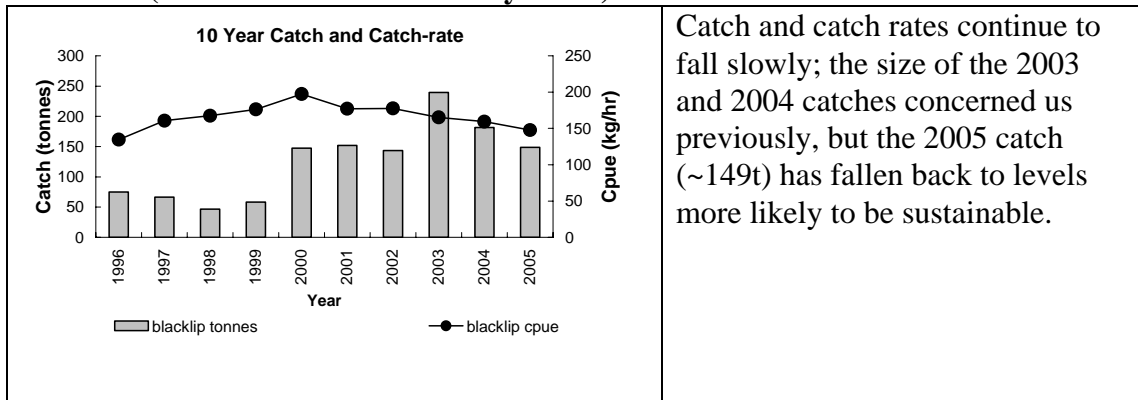 10 Year Catch and Catch-rate
300
250
200
150
100
50
0
Catch (tonnes)
250
200
150
100
50
0
Cpue (kg/hr)
1996
1997
1998
1999
2000
2001
2002
2003
2004
2005
Year
blacklip tonnes
blacklip cpue
Catch and catch rates continue to
fall slowly; the size of the 2003
and 2004 catches concerned us
previously, but the 2005 catch
(~149t) has fallen back to levels
more likely to be sustainable.